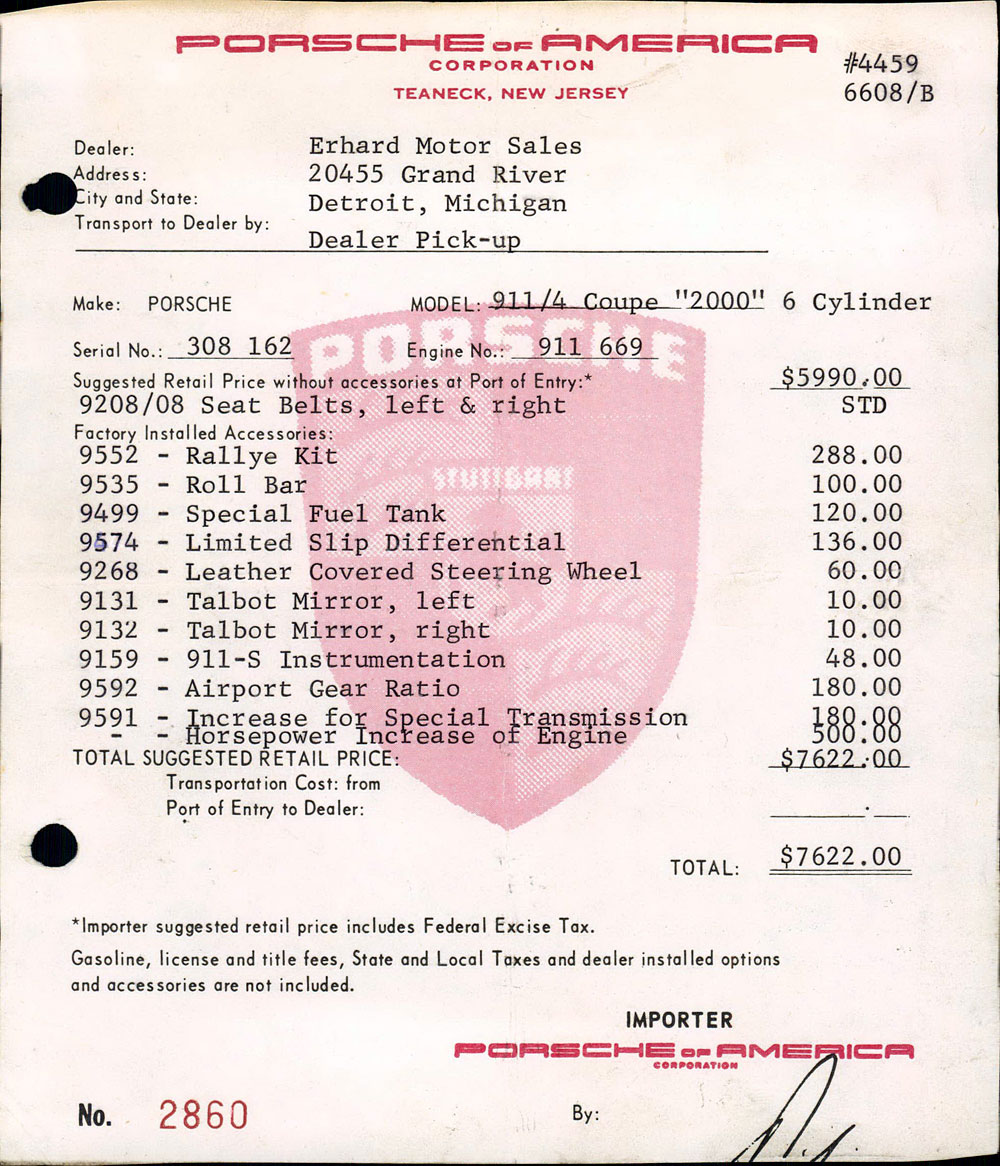 PORSCHE OF AMERICA
CORPORATION
TEANECK, NEW JERSEY
#4459
6608/B
Dealer: Erhard Motor Sales
Address: 20455 Grand River
City and State: Detroit, Michigan
Transport to Dealer by: Dealer Pick-up
Make: PORSCHE MODEL: 911/4 Coupe "2000" 6 Cylinder
PORSCHE
Serial No.: 308 162 Engine No.: 911 669
Suggested Retail Price without accessories at Port of Entry:* $5990.00
9208/08 Seat Belts, left & right STD
Factory Installed Accessories:
9552 - Rallye Kit 288.00
STUTTGART
9535 - Roll Bar 100.00
9499 - Special Fuel Tank 120.00
9574 - Limited Slip Differential 136.00
9268 - Leather Covered Steering Wheel 60.00
9131 - Talbot Mirror, left 10.00
9132 - Talbot Mirror, right 10.00
9159 - 911-S Instrumentation 48.00
9592 - Airport Gear Ratio 180.00
9591 - Increase for Special Transmission 180.00
- - Horsepower Increase of Engine 500.00
TOTAL SUGGESTED RETAIL PRICE: $7622.00
Transportation Cost: from
Port of Entry to Dealer: .
TOTAL: $7622.00
*Importer suggested retail price includes Federal Excise Tax.
Gasoline, license and title fees, State and Local Taxes and dealer installed options
and accessories are not included.
IMPORTER
PORSCHE OF AMERICA
CORPORATION
No. 2860 By: